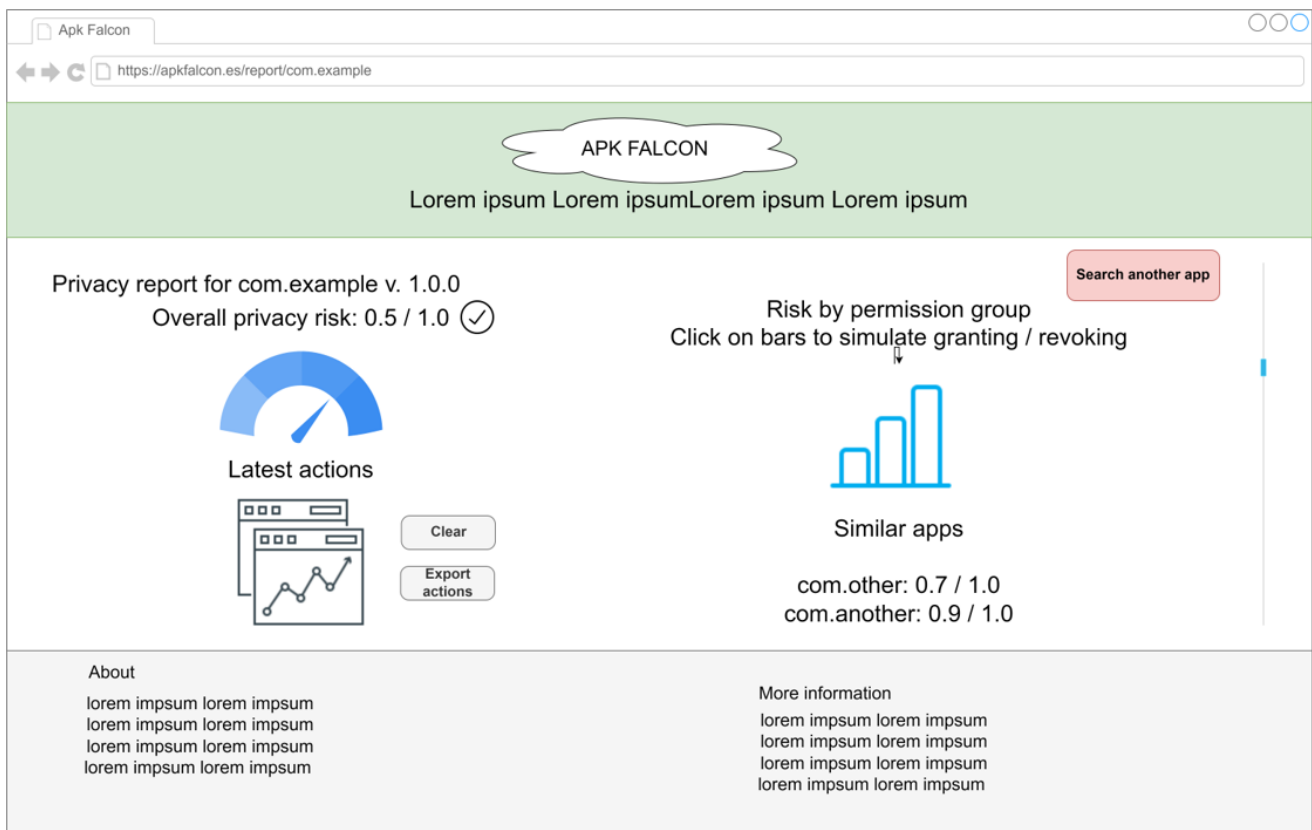 Apk Falcon
https://apkfalcon.es/report/com.example
APK FALCON
Lorem ipsum Lorem ipsumLorem ipsum Lorem ipsum
Search another app
Privacy report for com.example v. 1.0.0
Overall privacy risk: 0.5 / 1.0
Latest actions
Clear
Export
actions
Risk by permission group
Click on bars to simulate granting / revoking
Similar apps
com.other: 0.7 / 1.0
com.another: 0.9 / 1.0
About
lorem impsum lorem impsum
lorem impsum lorem impsum
lorem impsum lorem impsum
lorem impsum lorem impsum
More information
lorem impsum lorem impsum
lorem impsum lorem impsum
lorem impsum lorem impsum
lorem impsum lorem impsum